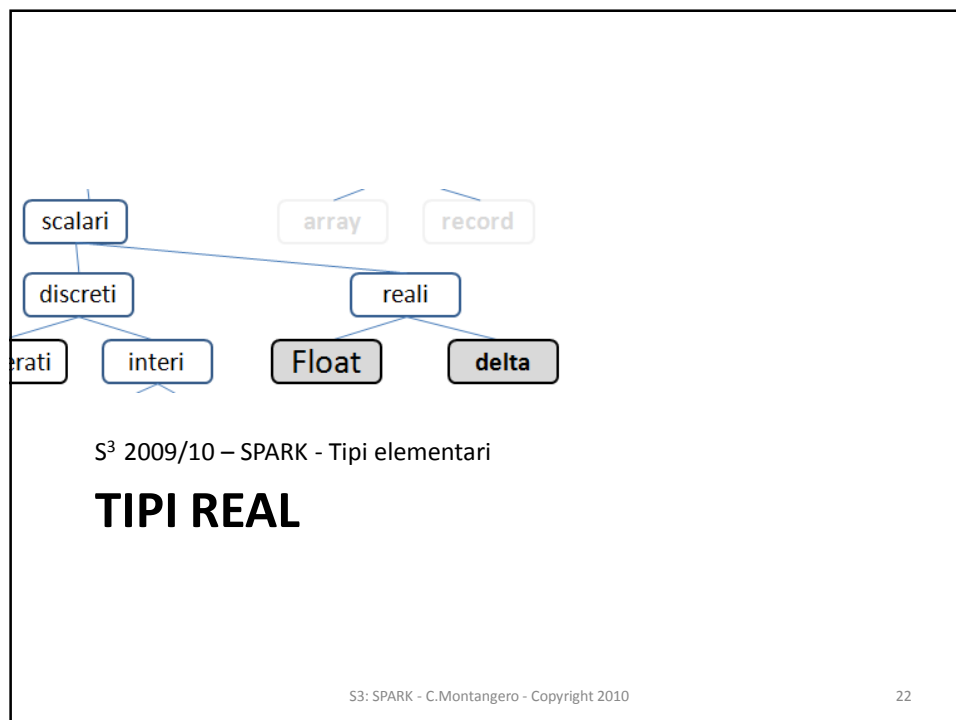 scalari array record
discreti reali
erati interi Float delta
S³ 2009/10 – SPARK - Tipi elementari
TIPI REAL
S3: SPARK - C.Montangero - Copyright 2010 22